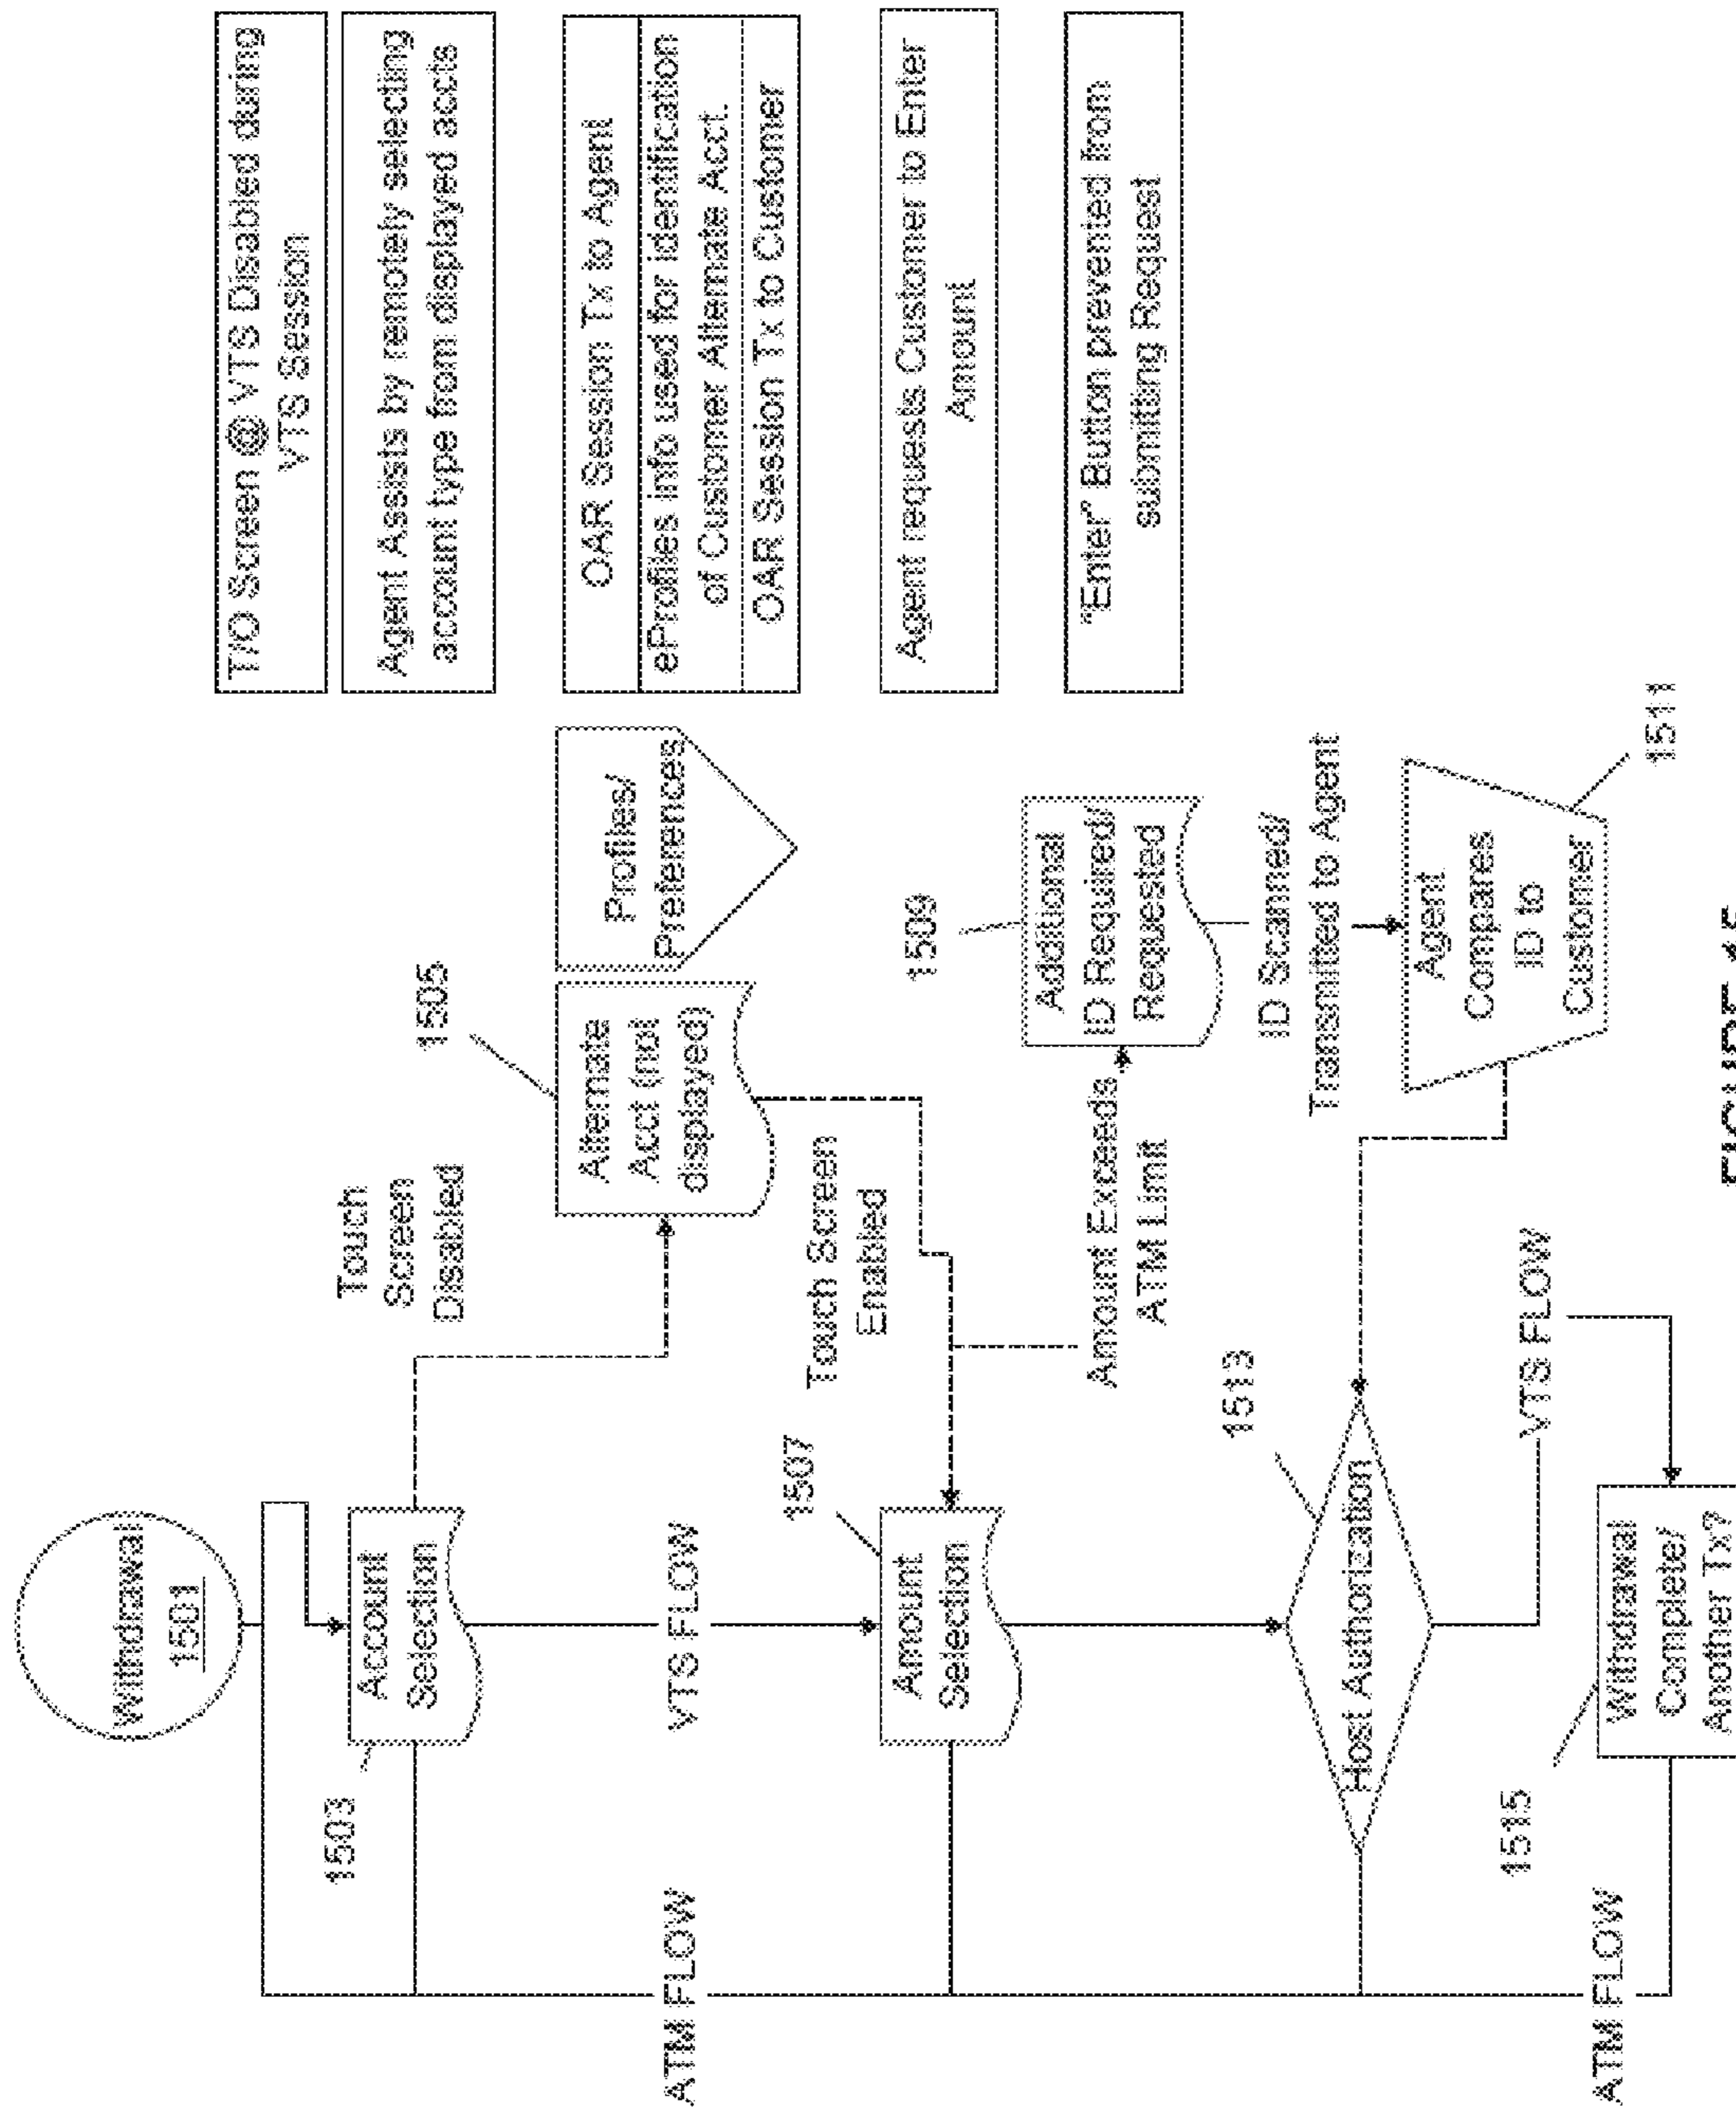 Withdrawal
1501
T/O Screen @ VTS Disabled during
VTS Session
Touch
Screen
Disabled
1503
Account
Selection
Agent Assists by remotely selecting
account type from displayed accts
1505
Alternate
Acct (not
displayed)
Profiles/
Preferences
OAR Session Tx to Agent
eProfiles info used for identification
of Customer Alternate Acct.
OAR Session Tx to Customer
ATM FLOW
VTS FLOW
Touch Screen
Enabled
1507
Amount
Selection
Agent requests Customer to Enter
Amount
1509
Additional
ID Required/
Requested
Amount Exceeds
ATM Limit
"Enter" Button prevented from
submitting Request
ID Scanned/
Transmitted to Agent
1513
Host Authorization
Agent
Compares
ID to
Customer
1511
1515
VTS FLOW
ATM FLOW
Withdrawal
Complete/
Another Tx?